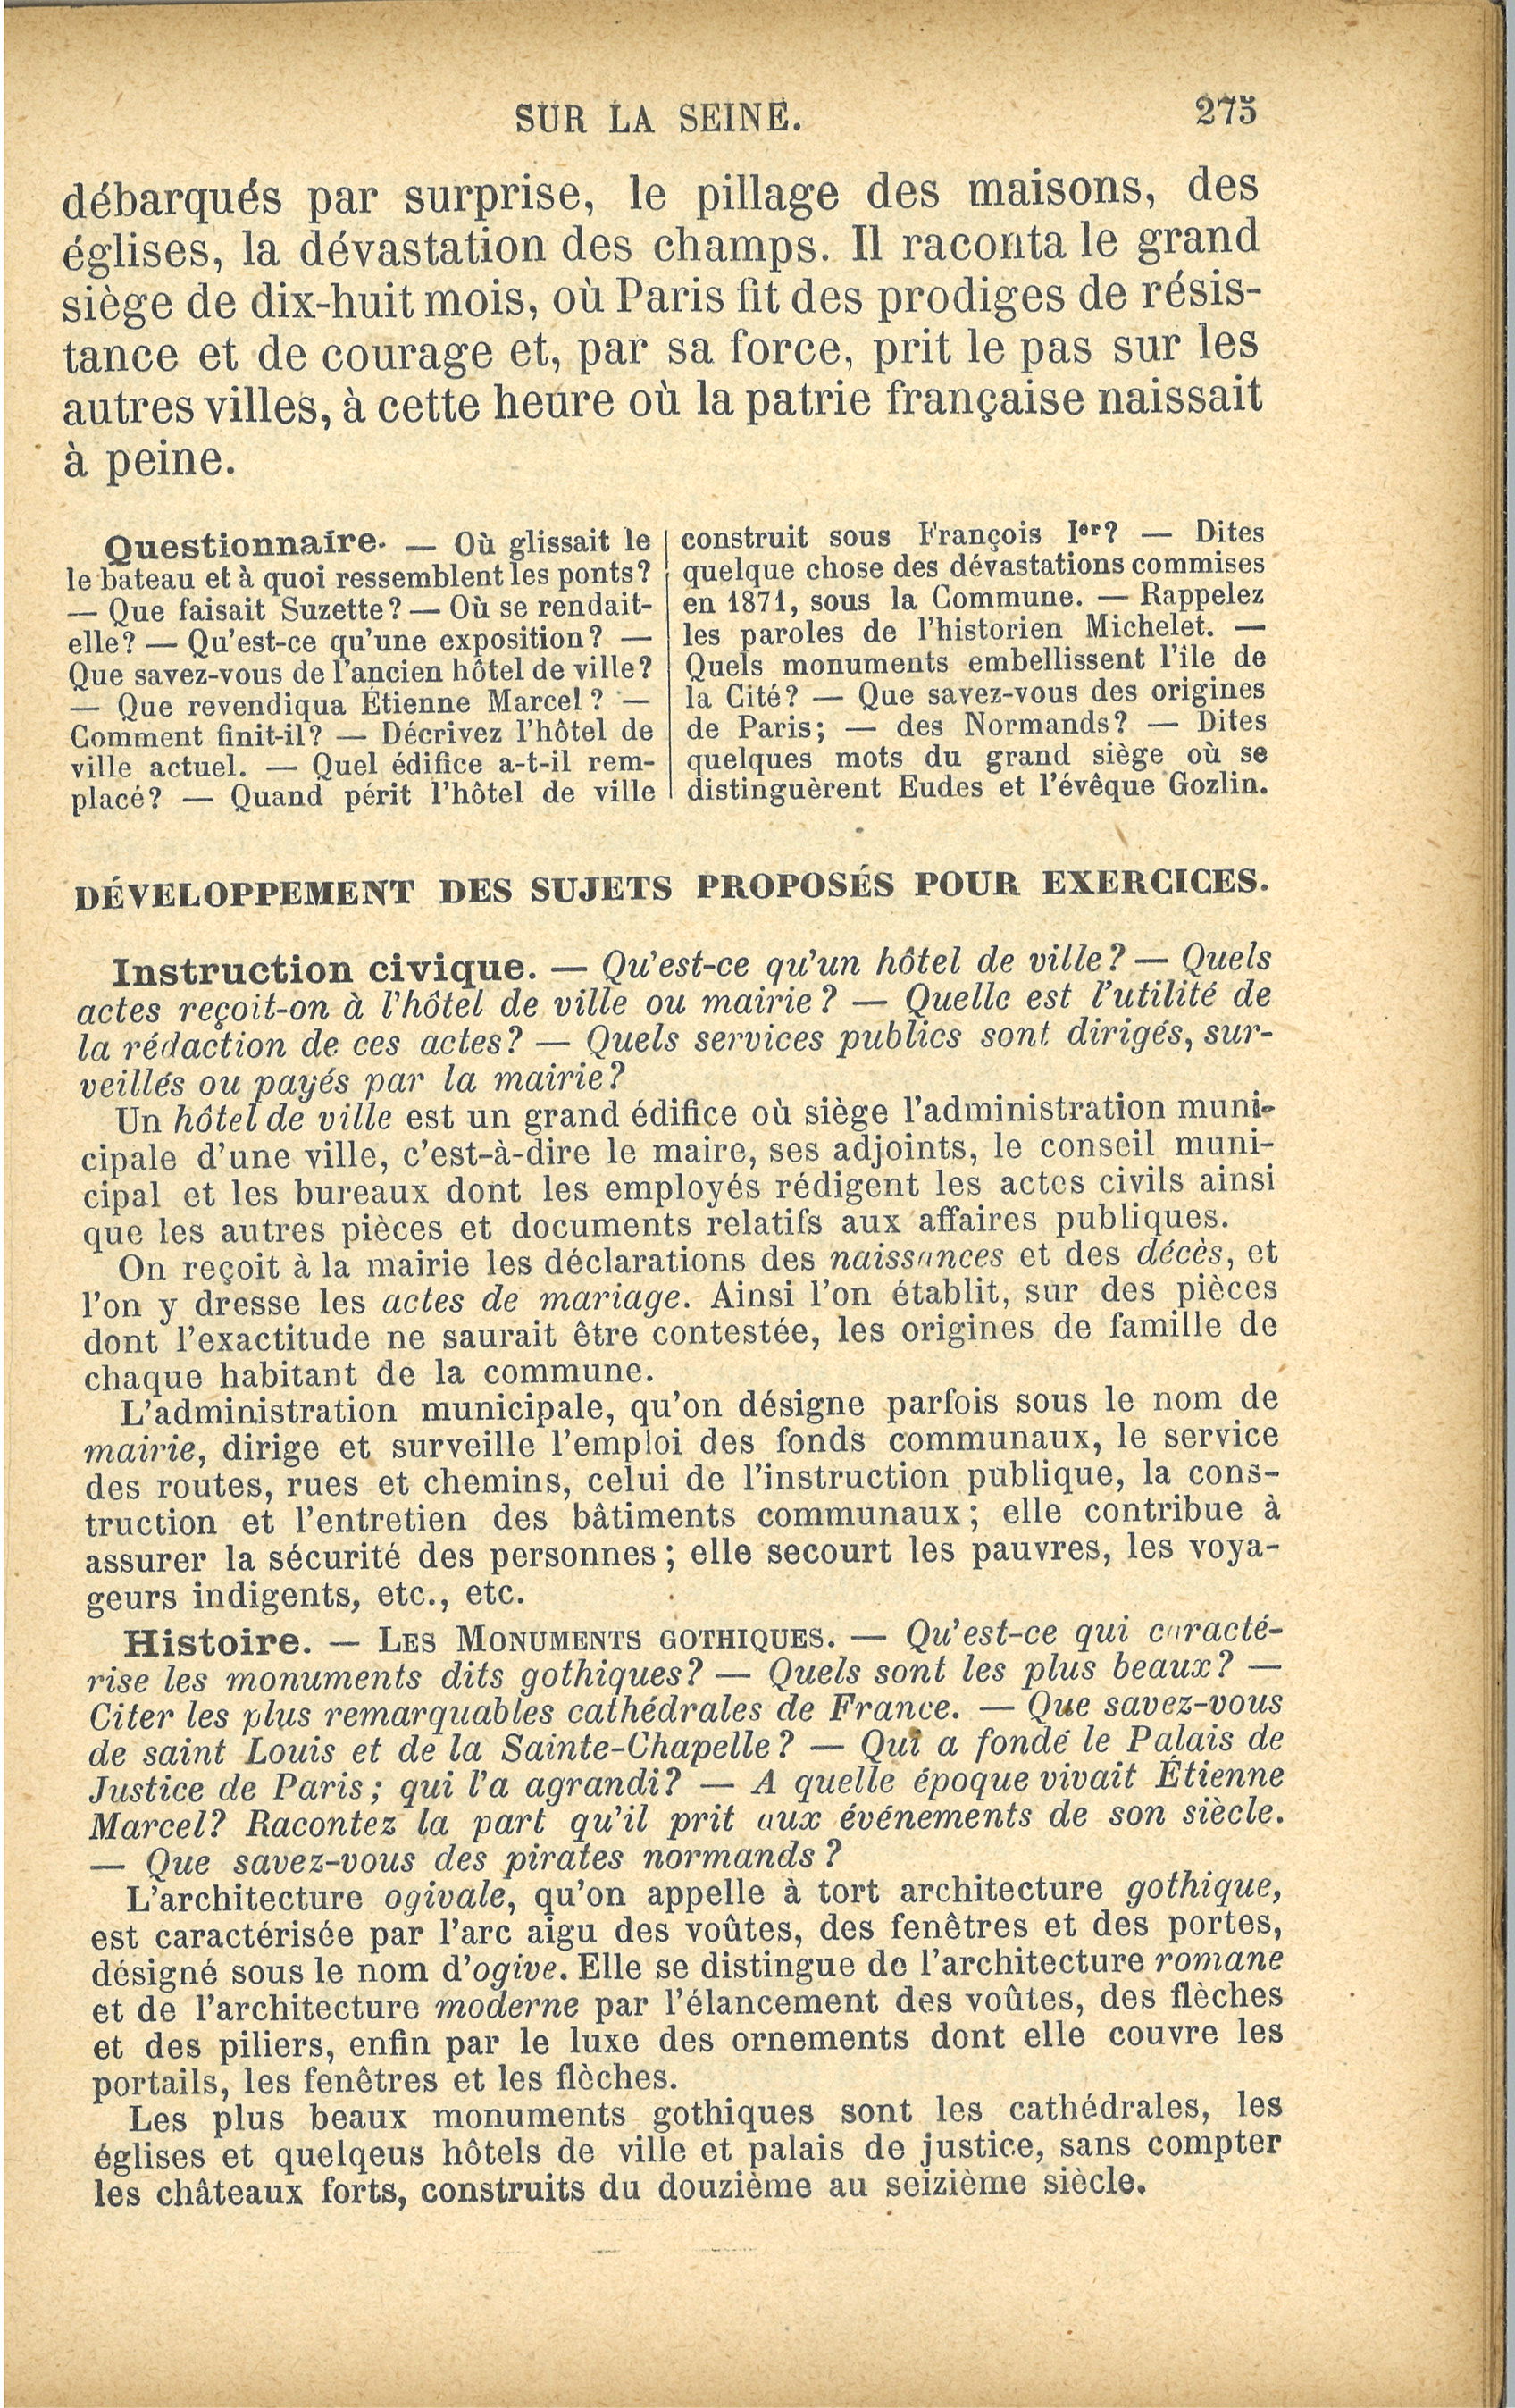 SUR LA SEINE. 275
débarqués par surprise, le pillage des maisons, des
églises, la dévastation des champs. Il raconta le grand
siège de dix-huit mois, où Paris fit des prodiges de résis-
tance et de courage et, par sa force, prit le pas sur les
autres villes, à cette heure où la patrie française naissait
à peine.
Questionnaire. — Où glissait le
le bateau et à quoi ressemblent les ponts?
— Que faisait Suzette? — Où se rendait-
elle? — Qu'est-ce qu'une exposition? —
Que savez-vous de l'ancien hôtel de ville?
— Que revendiqua Étienne Marcel? —
Comment finit-il? — Décrivez l'hôtel de
ville actuel. — Quel édifice a-t-il rem-
placé? — Quand périt l'hôtel de ville
construit sous François Ier? — Dites
quelque chose des dévastations commises
en 1871, sous la Commune. — Rappelez
les paroles de l'historien Michelet. —
Quels monuments embellissent l'île de
la Cité? — Que savez-vous des origines
de Paris; — des Normands? — Dites
quelques mots du grand siège où se
distinguèrent Eudes et l'évêque Gozlin.
DÉVELOPPEMENT DES SUJETS PROPOSÉS POUR EXERCICES.
Instruction civique. — Qu'est-ce qu'un hôtel de ville? — Quels
actes reçoit-on à l'hôtel de ville ou mairie? — Quelle est l'utilité de
la rédaction de ces actes? — Quels services publics sont dirigés, sur-
veillés ou payés par la mairie?
Un hôtel de ville est un grand édifice où siège l'administration muni-
cipale d'une ville, c'est-à-dire le maire, ses adjoints, le conseil muni-
cipal et les bureaux dont les employés rédigent les actes civils ainsi
que les autres pièces et documents relatifs aux affaires publiques.
On reçoit à la mairie les déclarations des naissances et des décès, et
l'on y dresse les actes de mariage. Ainsi l'on établit, sur des pièces
dont l'exactitude ne saurait être contestée, les origines de famille de
chaque habitant de la commune.
L'administration municipale, qu'on désigne parfois sous le nom de
mairie, dirige et surveille l'emploi des fonds communaux, le service
des routes, rues et chemins, celui de l'instruction publique, la cons-
truction et l'entretien des bâtiments communaux; elle contribue à
assurer la sécurité des personnes; elle secourt les pauvres, les voya-
geurs indigents, etc., etc.
Histoire. — LES MONUMENTS GOTHIQUES. — Qu'est-ce qui caracté-
rise les monuments dits gothiques? — Quels sont les plus beaux? —
Citer les plus remarquables cathédrales de France. — Que savez-vous
de saint Louis et de la Sainte-Chapelle? — Qui a fondé le Palais de
Justice de Paris; qui l'a agrandi? — A quelle époque vivait Étienne
Marcel? Racontez la part qu'il prit aux événements de son siècle.
— Que savez-vous des pirates normands?
L'architecture ogivale, qu'on appelle à tort architecture gothique,
est caractérisée par l'arc aigu des voûtes, des fenêtres et des portes,
désigné sous le nom d'ogive. Elle se distingue de l'architecture romane
et de l'architecture moderne par l'élancement des voûtes, des flèches
et des piliers, enfin par le luxe des ornements dont elle couvre les
portails, les fenêtres et les flèches.
Les plus beaux monuments gothiques sont les cathédrales, les
églises et quelqeus hôtels de ville et palais de justice, sans compter
les châteaux forts, construits du douzième au seizième siècle.